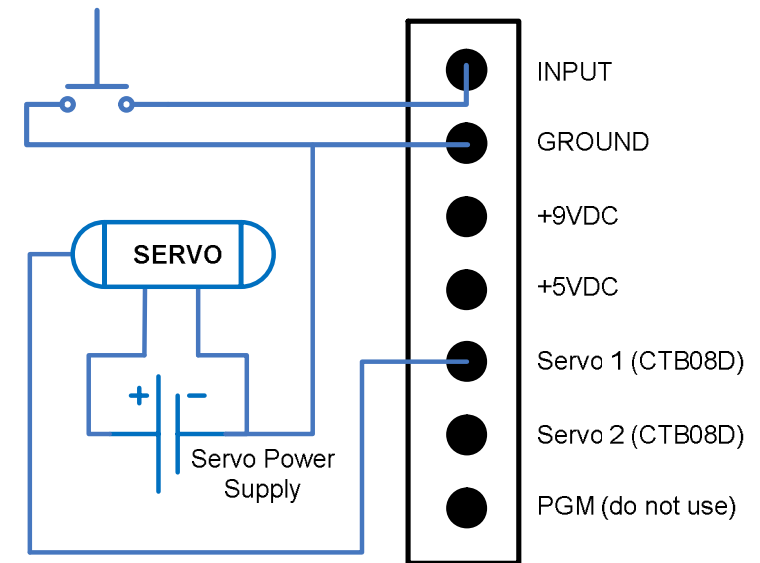 INPUT
GROUND
+9VDC
+5VDC
SERVO
Servo 1 (CTB08D)
+ −
Servo 2 (CTB08D)
Servo Power
Supply
PGM (do not use)